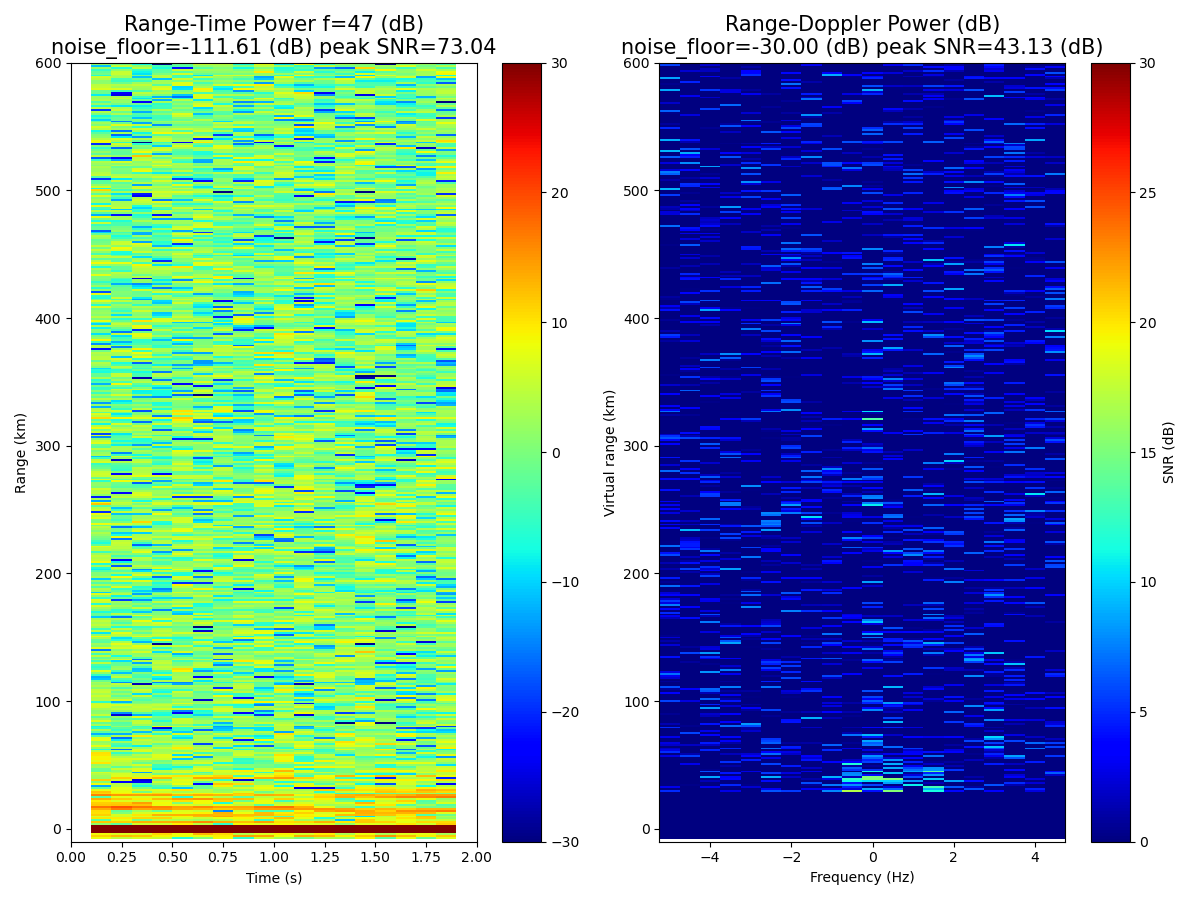 Range-Time Power f=47 (dB)
noise_floor=-111.61 (dB) peak SNR=73.04
Range-Doppler Power (dB)
noise_floor=-30.00 (dB) peak SNR=43.13 (dB)
600
500
400
300
200
100
0
Range (km)
0.00 0.25 0.50 0.75 1.00 1.25 1.50 1.75 2.00
Time (s)
30
20
10
0
−10
−20
−30
600
500
400
300
200
100
0
Virtual range (km)
−4 −2 0 2 4
Frequency (Hz)
30
25
20
15
10
5
0
SNR (dB)